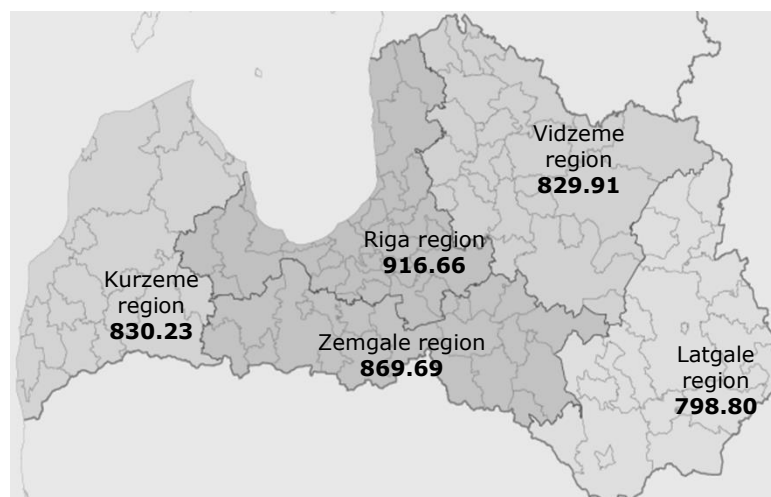 Vidzeme
region
829.91
Riga region
916.66
Kurzeme
region
830.23
Zemgale region
869.69
Latgale
region
798.80